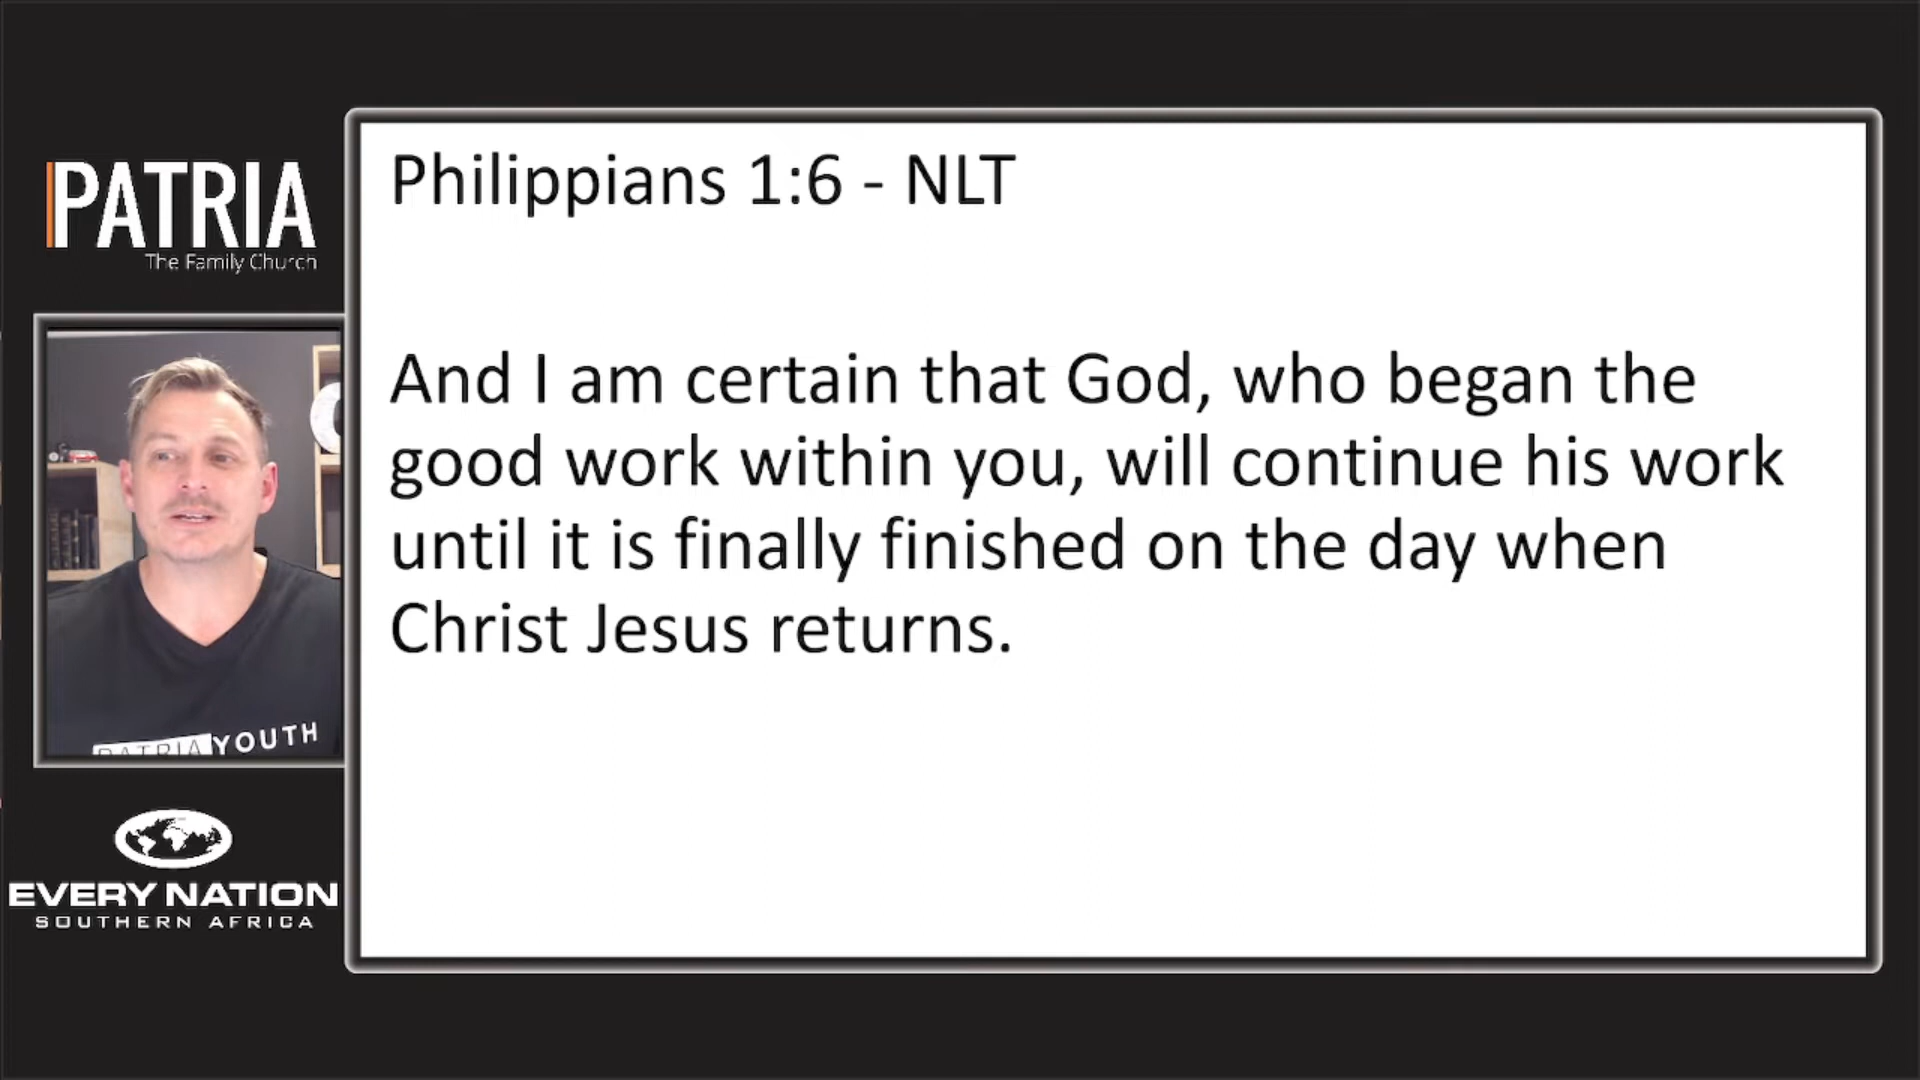 PATRIA
The Family Church
Philippians 1:6 - NLT
And I am certain that God, who began the
good work within you, will continue his work
until it is finally finished on the day when
Christ Jesus returns.
PATRIA YOUTH
EVERY NATION
SOUTHERN AFRICA